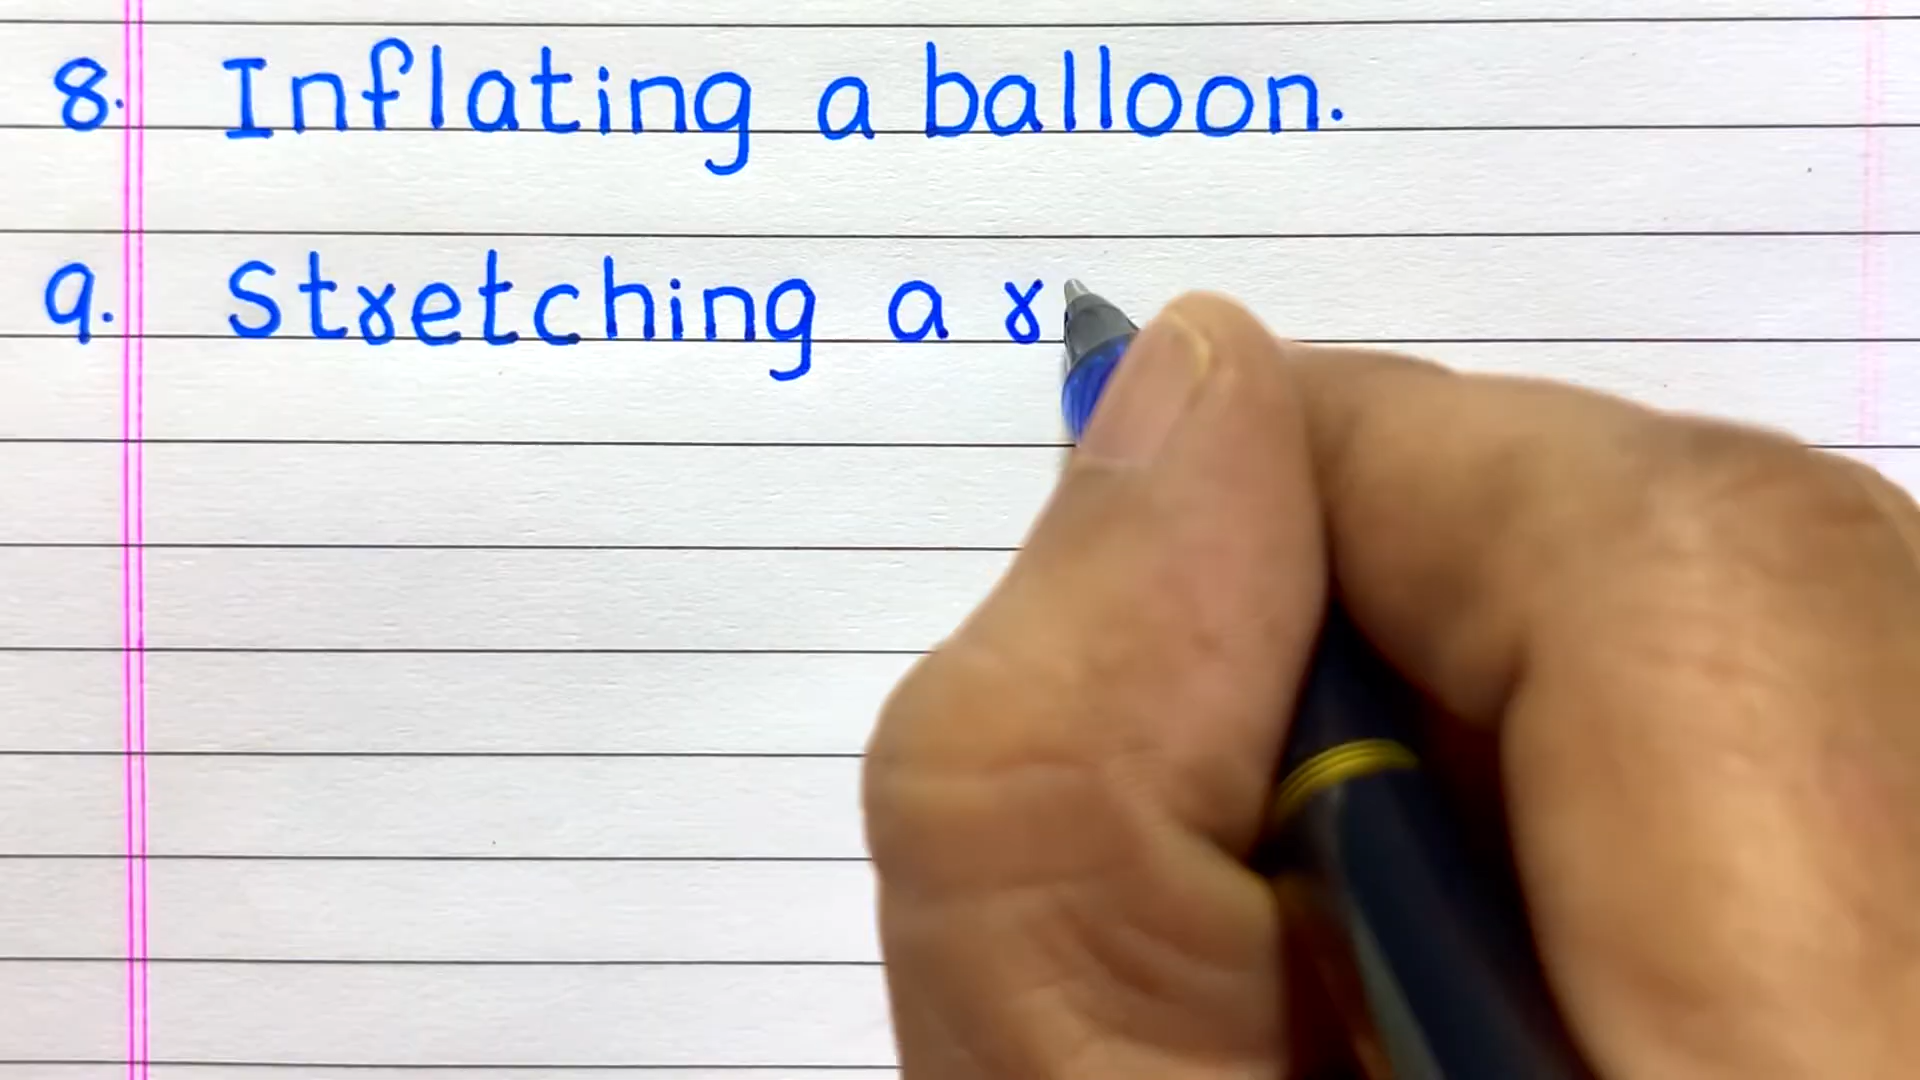 8. Inflating a balloon.
9. Stretching a r